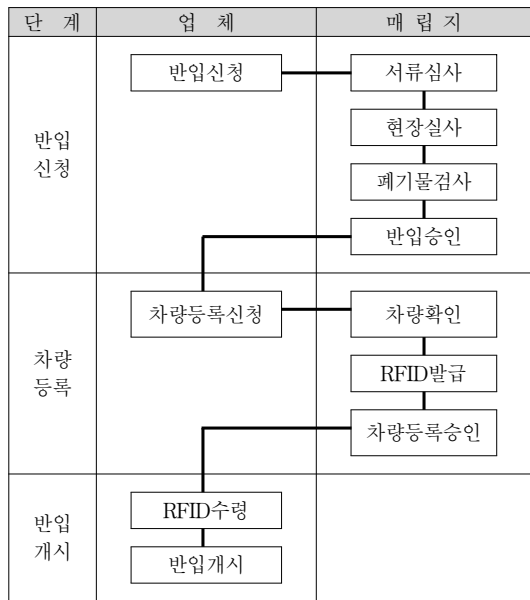 단 계
업 체
매 립 지
반입
신청
반입신청
서류심사
현장실사
폐기물검사
반입승인
차량
등록
차량등록신청
차량확인
RFID발급
차량등록승인
반입
개시
RFID수령
반입개시